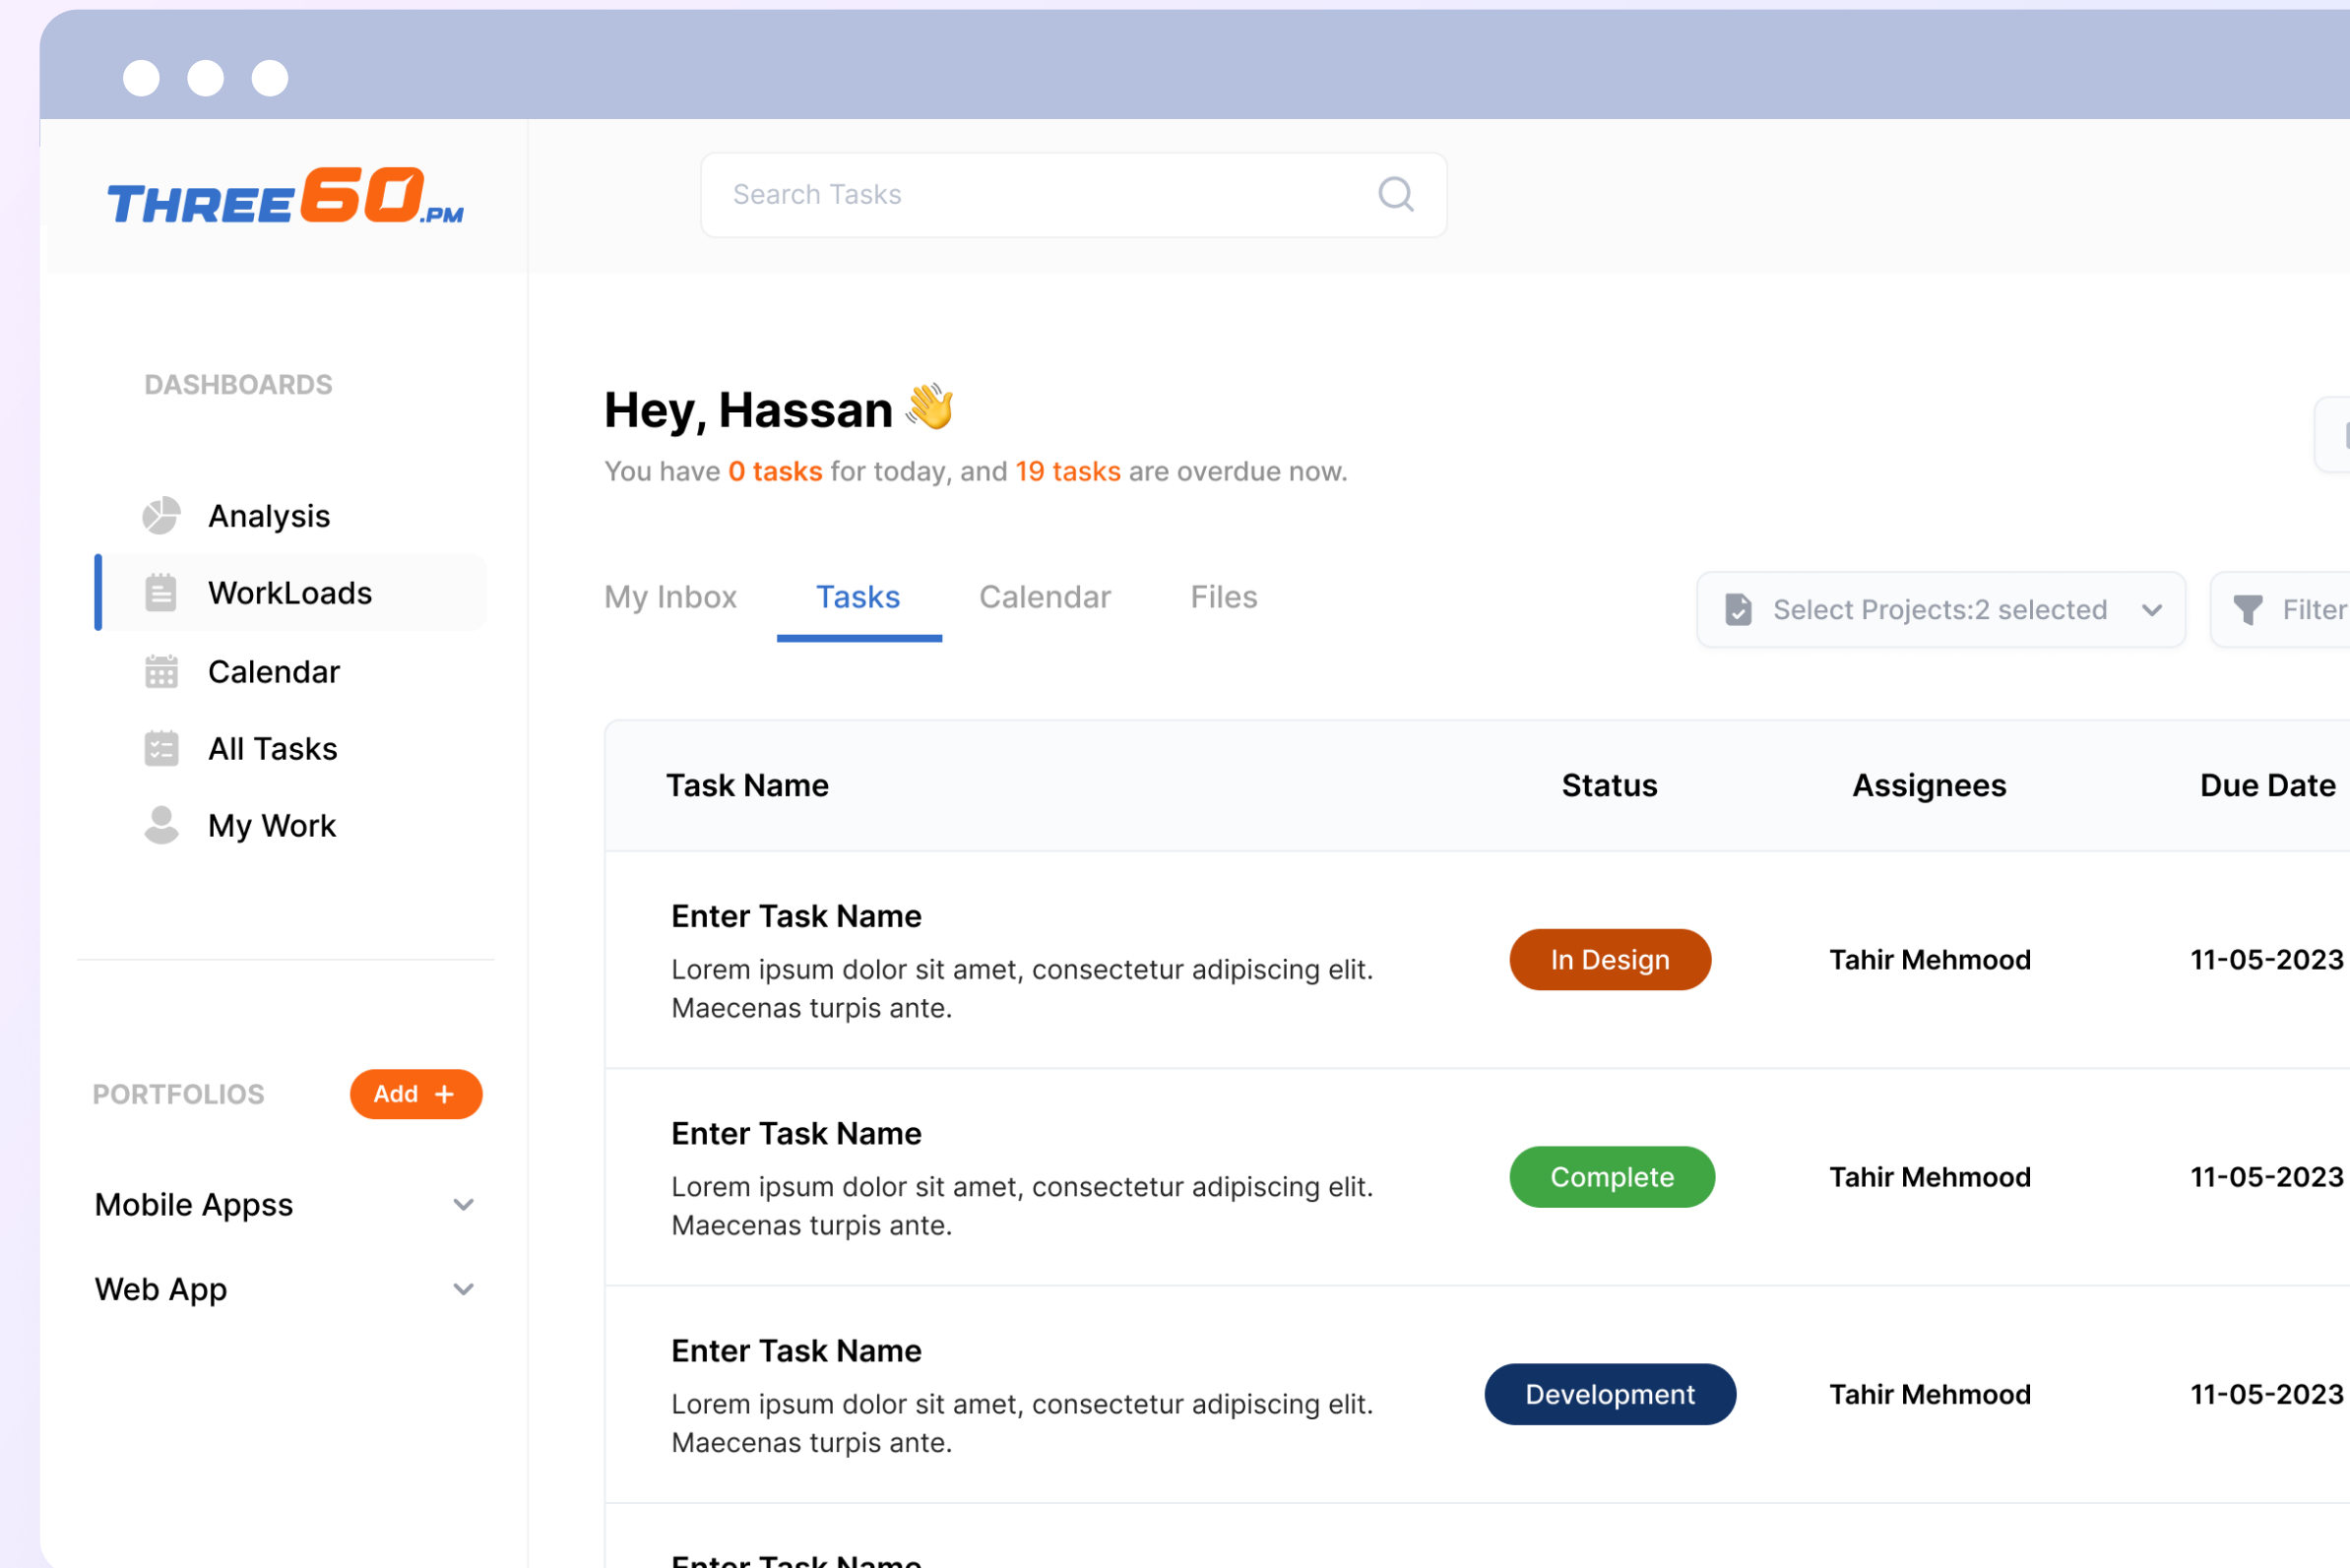 THREE60.PM
Search Tasks
DASHBOARDS
Analysis
WorkLoads
Calendar
All Tasks
My Work
PORTFOLIOS
Add +
Mobile Appss
Web App
Hey, Hassan 👋
You have 0 tasks for today, and 19 tasks are overdue now.
My Inbox Tasks Calendar Files
Select Projects:2 selected
Filter
Task Name Status Assignees Due Date
Enter Task Name
Lorem ipsum dolor sit amet, consectetur adipiscing elit.
Maecenas turpis ante.
In Design Tahir Mehmood 11-05-2023
Enter Task Name
Lorem ipsum dolor sit amet, consectetur adipiscing elit.
Maecenas turpis ante.
Complete Tahir Mehmood 11-05-2023
Enter Task Name
Lorem ipsum dolor sit amet, consectetur adipiscing elit.
Maecenas turpis ante.
Development Tahir Mehmood 11-05-2023
Enter Task Name